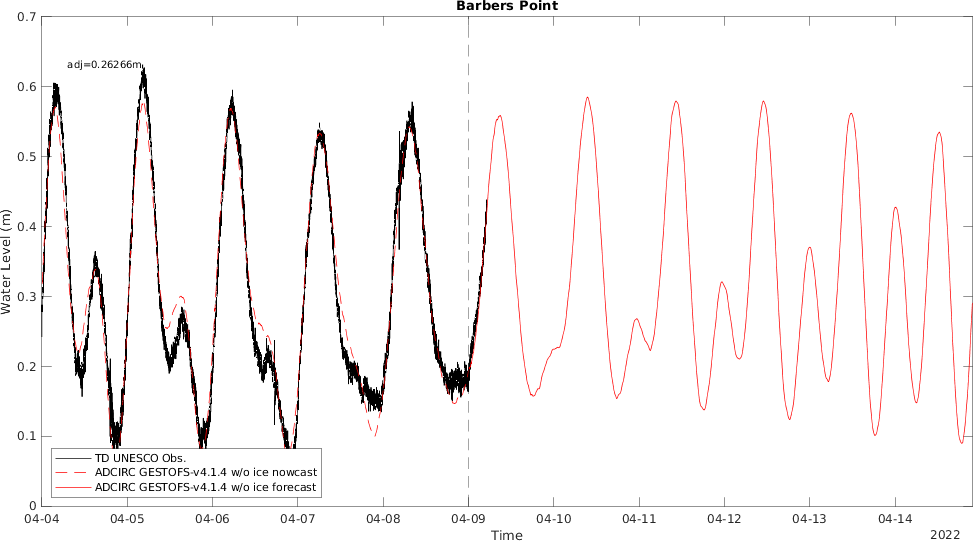 Barbers Point
0.7
0.6
0.5
0.4
0.3
0.2
0.1
0
Water Level (m)
adj=0.26266m
TD UNESCO Obs.
ADCIRC GESTOFS-v4.1.4 w/o ice nowcast
ADCIRC GESTOFS-v4.1.4 w/o ice forecast
04-04 04-05 04-06 04-07 04-08 04-09 04-10 04-11 04-12 04-13 04-14
Time
2022